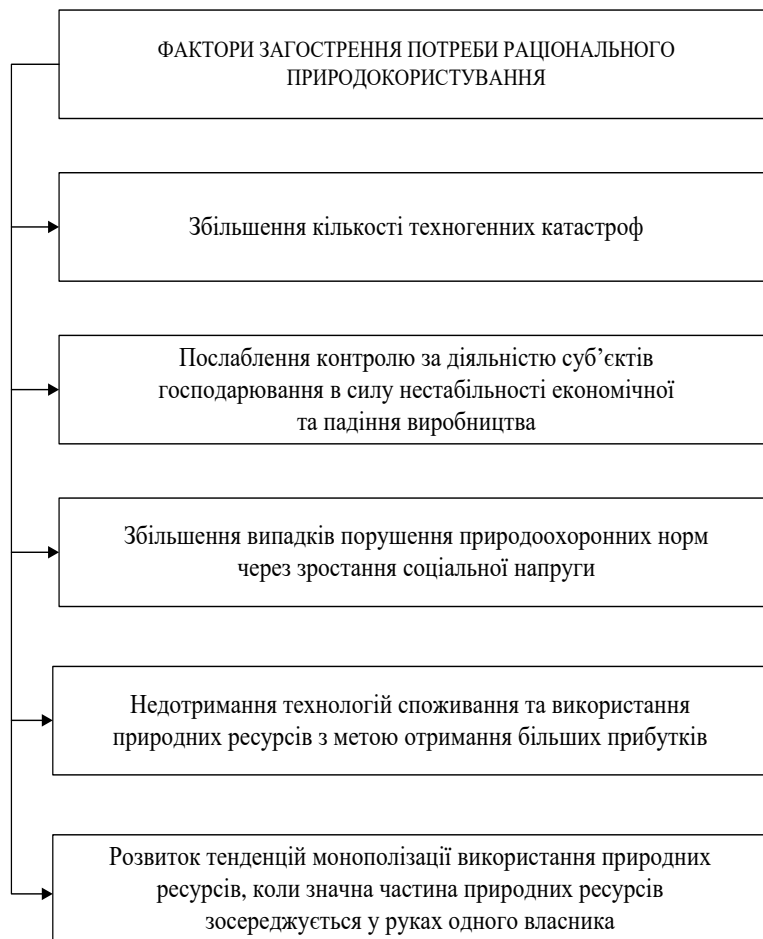 ФАКТОРИ ЗАГОСТРЕННЯ ПОТРЕБИ РАЦІОНАЛЬНОГО
ПРИРОДОКОРИСТУВАННЯ
Збільшення кількості техногенних катастроф
Послаблення контролю за діяльністю суб’єктів
господарювання в силу нестабільності економічної
та падіння виробництва
Збільшення випадків порушення природоохоронних норм
через зростання соціальної напруги
Недотримання технологій споживання та використання
природних ресурсів з метою отримання більших прибутків
Розвиток тенденцій монополізації використання природних
ресурсів, коли значна частина природних ресурсів
зосереджується у руках одного власника